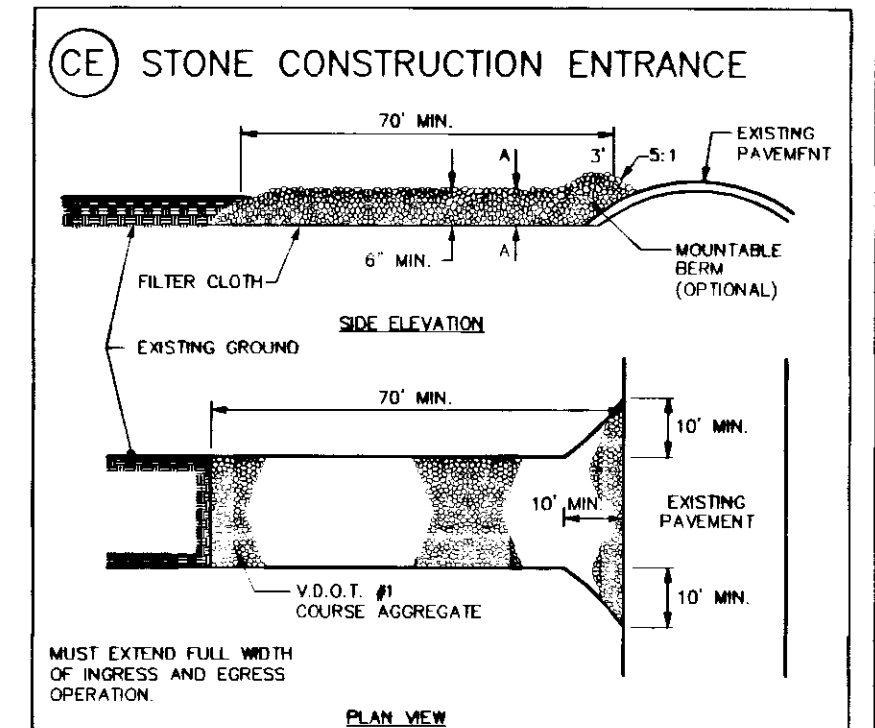 CE STONE CONSTRUCTION ENTRANCE
70' MIN.
A
3'
5:1
EXISTING
PAVEMENT
6" MIN.
A
MOUNTABLE
BERM
(OPTIONAL)
FILTER CLOTH
SIDE ELEVATION
EXISTING GROUND
70' MIN.
10' MIN.
10' MIN.
EXISTING
PAVEMENT
10' MIN.
V.D.O.T. #1
COURSE AGGREGATE
MUST EXTEND FULL WIDTH
OF INGRESS AND EGRESS
OPERATION.
PLAN VIEW